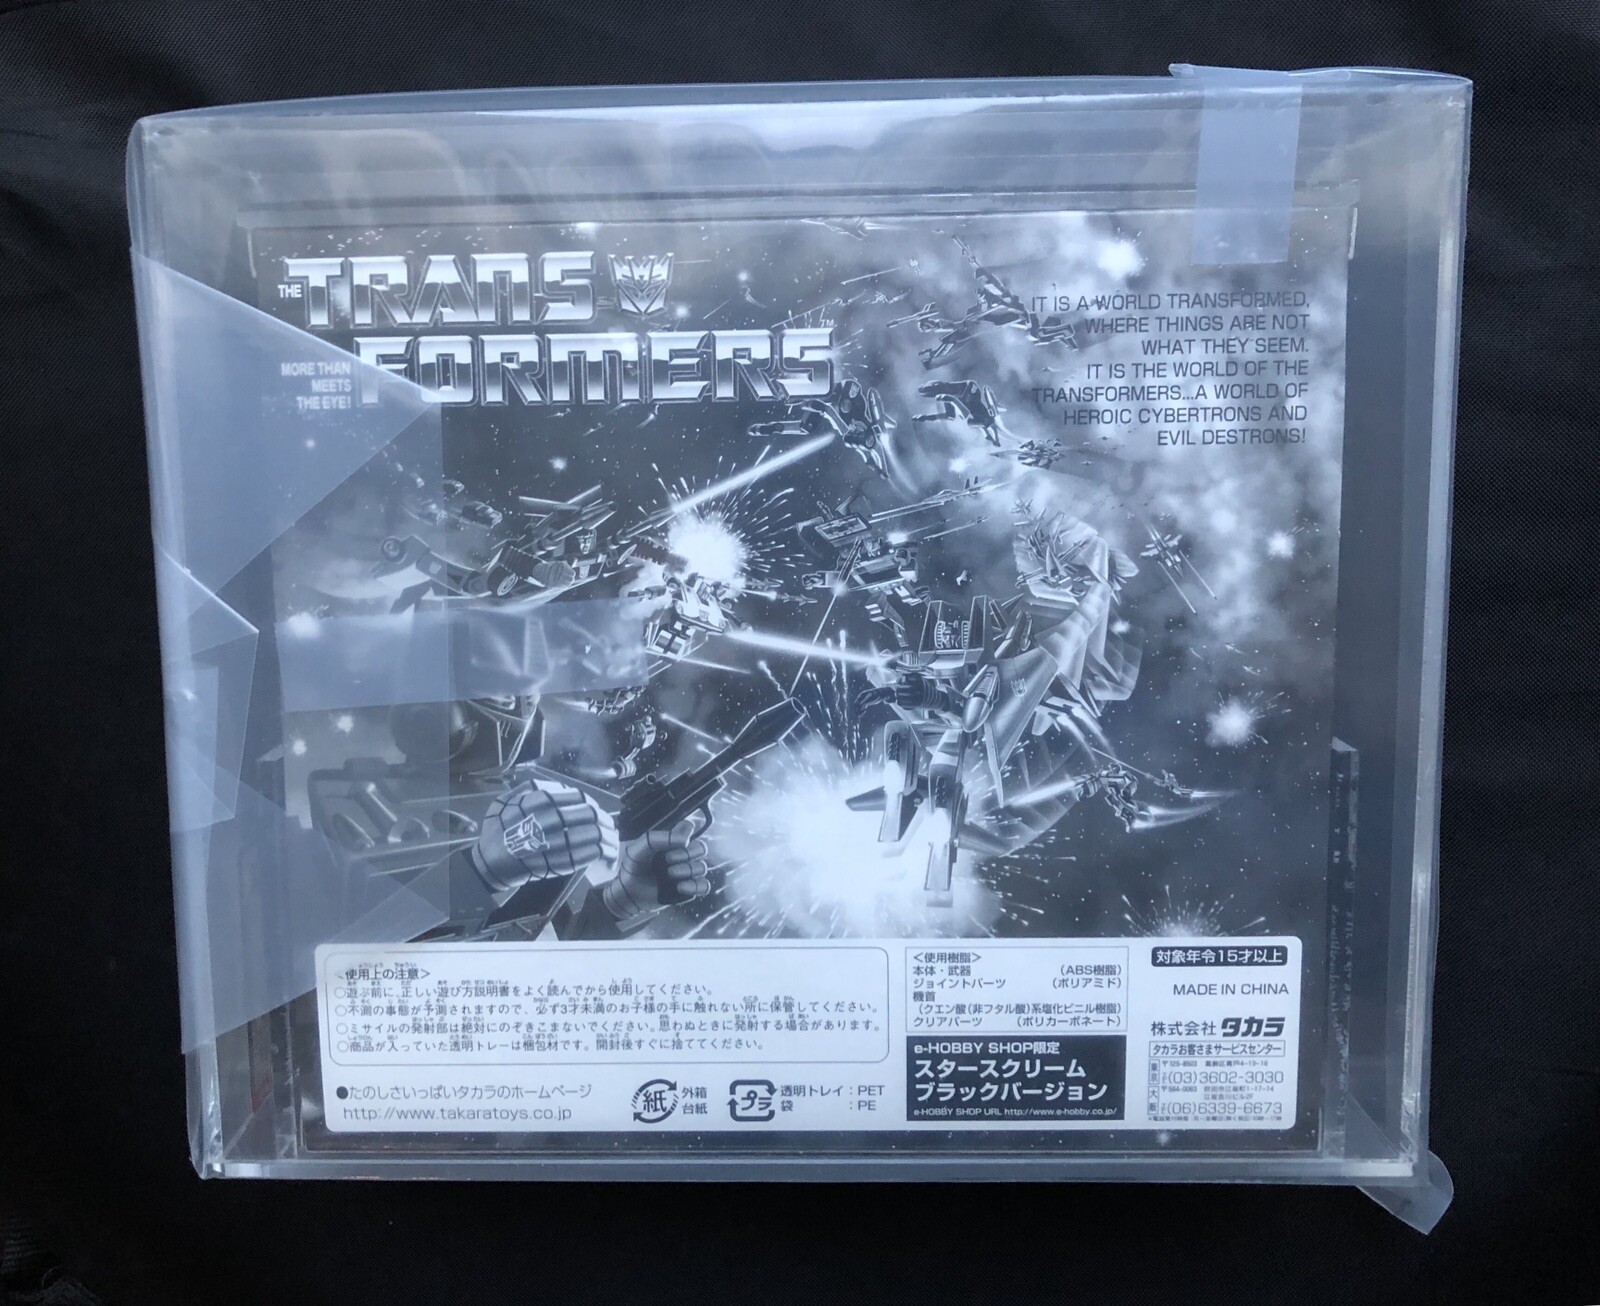 THE TRANS
FORMERS
MORE THAN
MEETS
THE EYE!
IT IS A WORLD TRANSFORMED,
WHERE THINGS ARE NOT
WHAT THEY SEEM.
IT IS THE WORLD OF THE
TRANSFORMERS...A WORLD OF
HEROIC CYBERTRONS AND
EVIL DESTRONS!
<使用上の注意>
○遊ぶ前に、正しい遊び方説明書をよく読んでから使用してください。
○不測の事態が予測されますので、必ず3才未満のお子様の手に触れない所に保管してください。
○ミサイルの発射部は絶対にのぞきこまないでください。思わぬときに発射する場合があります。
○商品が入っていた透明トレーは梱包材です。開封後すぐに捨ててください。
●たのしさいっぱいタカラのホームページ
http://www.takaratoys.co.jp
紙
外箱
台紙
プラ
透明トレイ：PET
袋　　　　：PE
<使用樹脂>
本体・武器　(ABS樹脂)
ジョイントパーツ　(ポリアミド)
機首
(クエン酸(非フタル酸)系塩化ビニル樹脂)
クリアパーツ　(ポリカーボネート)
e-HOBBY SHOP限定
スタースクリーム
ブラックバージョン
e-HOBBY SHOP URL http://www.e-hobby.co.jp/
対象年令15才以上
MADE IN CHINA
株式会社タカラ
タカラお客さまサービスセンター
東京
(03)3602-3030
大阪
(06)6339-6673